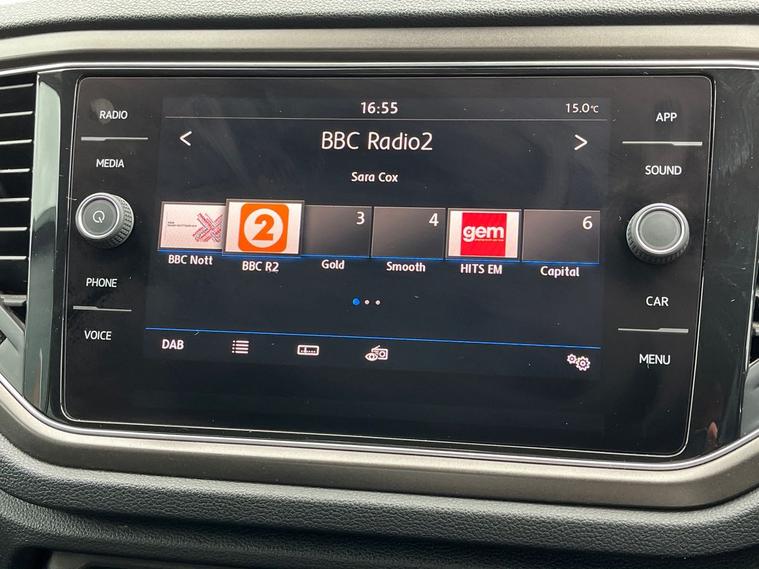 RADIO
MEDIA
PHONE
VOICE
16:55
15.0°C
BBC Radio2
Sara Cox
2
3
4
gem
6
BBC Nott
BBC R2
Gold
Smooth
HITS EM
Capital
DAB
APP
SOUND
CAR
MENU